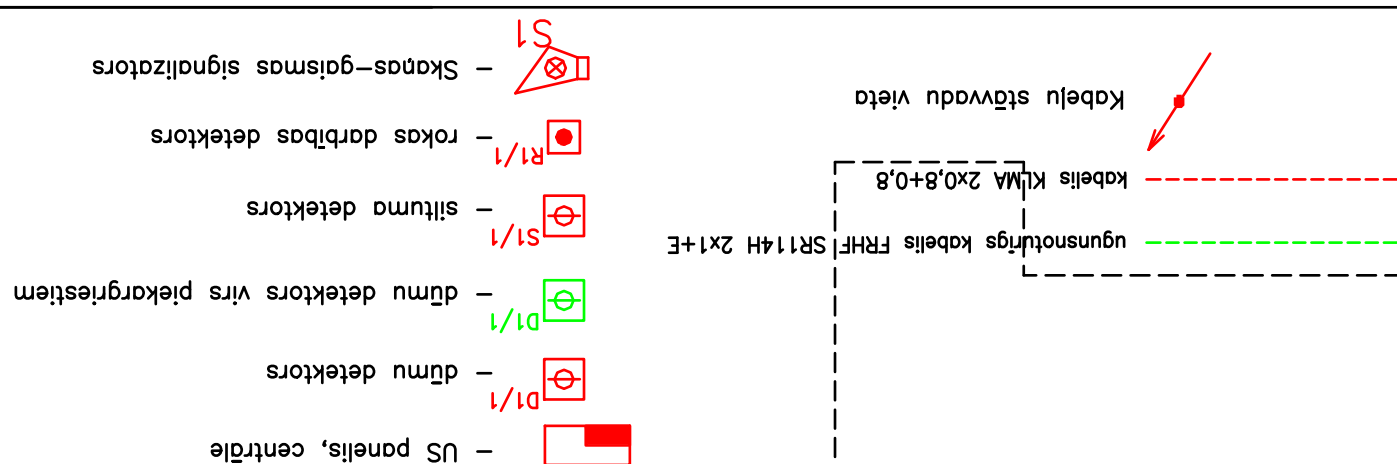 US panelis, centrāle –
D1/1
– dūmu detektors
D1/1
– dūmu detektors virs piekargriestiem
S1/1
– siltuma detektors
R1/1
– rokas darbības detektors
S1
– Skaņas-gaismas signalizators
ugunsnoturīgs kabelis FRHF SR114H 2x1+E
kabelis KLMA 2x0,8+0,8
Kabeļu stāvvadu vieta